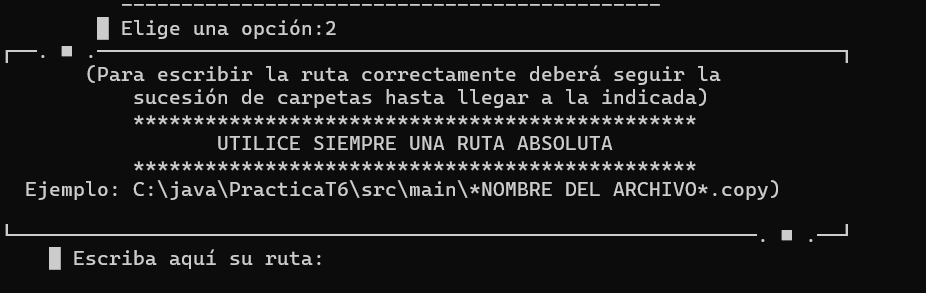 Elige una opción:2
(Para escribir la ruta correctamente deberá seguir la
sucesión de carpetas hasta llegar a la indicada)
***********************************************
UTILICE SIEMPRE UNA RUTA ABSOLUTA
***********************************************
Ejemplo: C:\java\PracticaT6\src\main\*NOMBRE DEL ARCHIVO*.copy)
Escriba aquí su ruta: